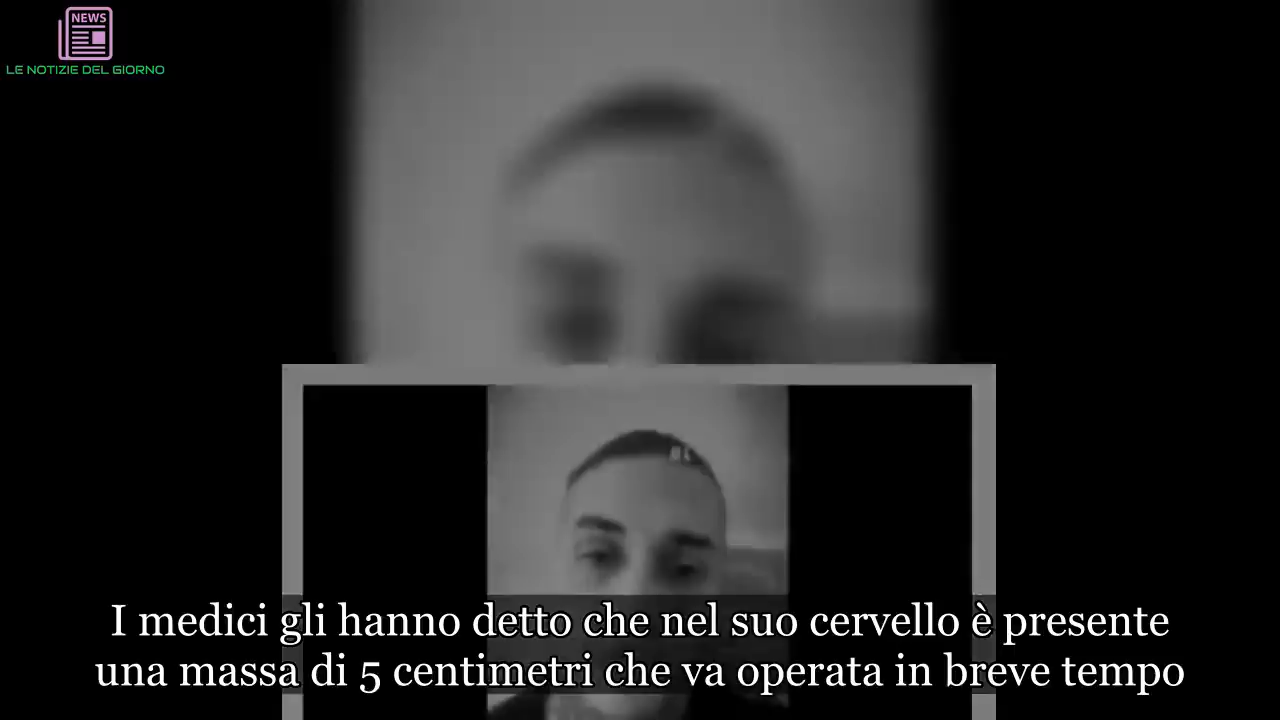 NEWS
LE NOTIZIE DEL GIORNO
I medici gli hanno detto che nel suo cervello è presente
una massa di 5 centimetri che va operata in breve tempo